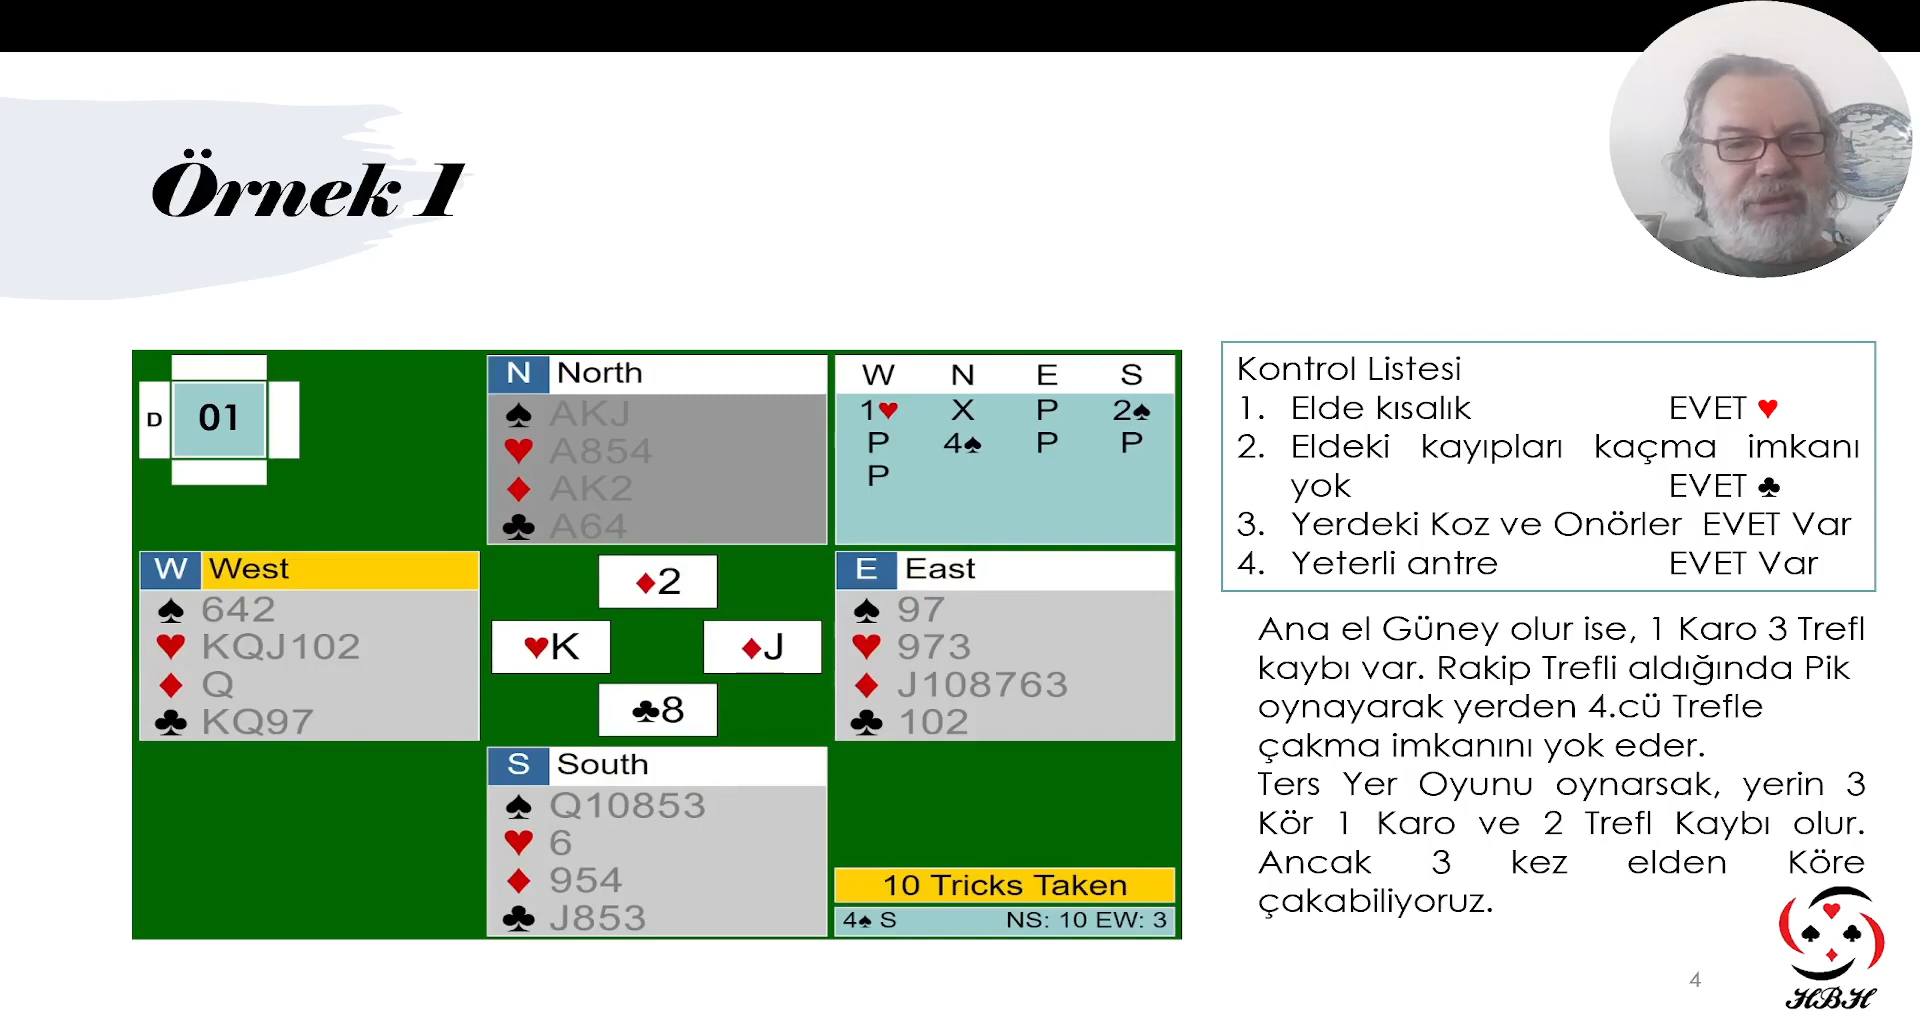 Örnek 1
D
01
N North
♠ AKJ
♥ A854
♦ AK2
♣ A64
W N E S
1♥ X P 2♠
P 4♠ P P
P
W West
♠ 642
♥ KQJ102
♦ Q
♣ KQ97
♦2
♥K
♦J
♣8
E East
♠ 97
♥ 973
♦ J108763
♣ 102
S South
♠ Q10853
♥ 6
♦ 954
♣ J853
10 Tricks Taken
4♠ S NS: 10 EW: 3
Kontrol Listesi
1. Elde kısalık EVET ♥
2. Eldeki kayıpları kaçma imkanı
yok EVET ♣
3. Yerdeki Koz ve Onörler EVET Var
4. Yeterli antre EVET Var
Ana el Güney olur ise, 1 Karo 3 Trefl
kaybı var. Rakip Trefli aldığında Pik
oynayarak yerden 4.cü Trefle
çakma imkanını yok eder.
Ters Yer Oyunu oynarsak, yerin 3
Kör 1 Karo ve 2 Trefl Kaybı olur.
Ancak 3 kez elden Köre
çakabiliyoruz.
4
HBH